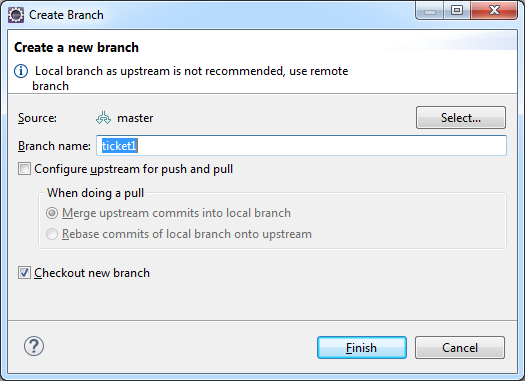 Create Branch
Create a new branch
Local branch as upstream is not recommended, use remote
branch
Source: master Select...
Branch name: ticket1
Configure upstream for push and pull
When doing a pull
Merge upstream commits into local branch
Rebase commits of local branch onto upstream
Checkout new branch
Finish Cancel